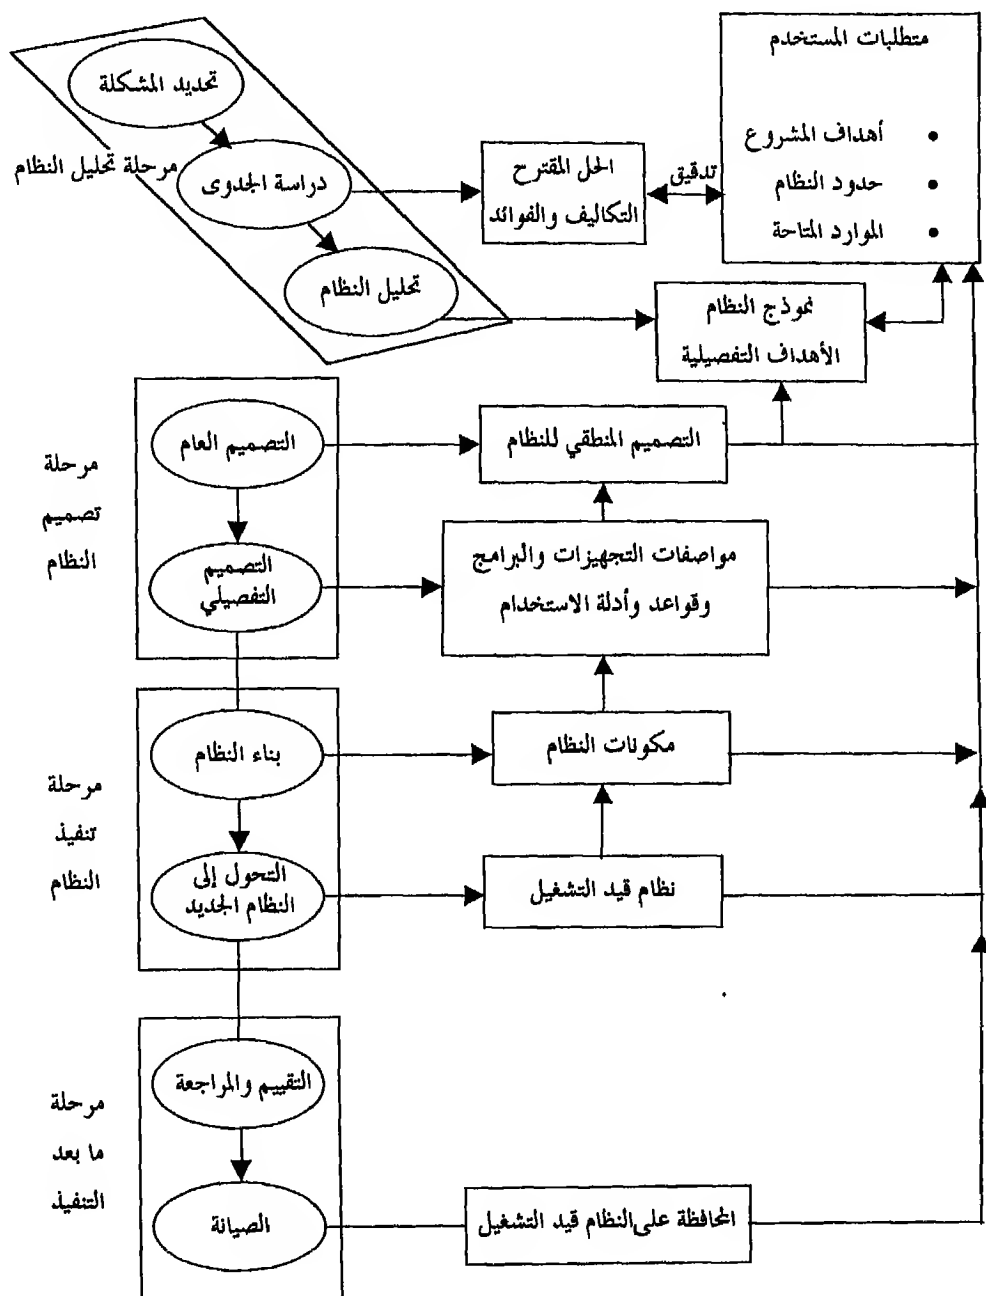 متطلبات المستخدم
• أهداف المشروع
• حدود النظام
• الموارد المتاحة
تدقيق
الحل المقترح
التكاليف والفوائد
تحديد المشكلة
دراسة الجدوى
تحليل النظام
مرحلة تحليل النظام
نموذج النظام
الأهداف التفصيلية
مرحلة
تصميم
النظام
التصميم العام
التصميم المنطقي للنظام
التصميم
التفصيلي
مواصفات التجهيزات والبرامج
وقواعد وأدلة الاستخدام
مرحلة
تنفيذ
النظام
بناء النظام
مكونات النظام
التحول إلى
النظام الجديد
نظام قيد التشغيل
مرحلة
ما بعد
التنفيذ
التقييم والمراجعة
الصيانة
المحافظة على النظام قيد التشغيل